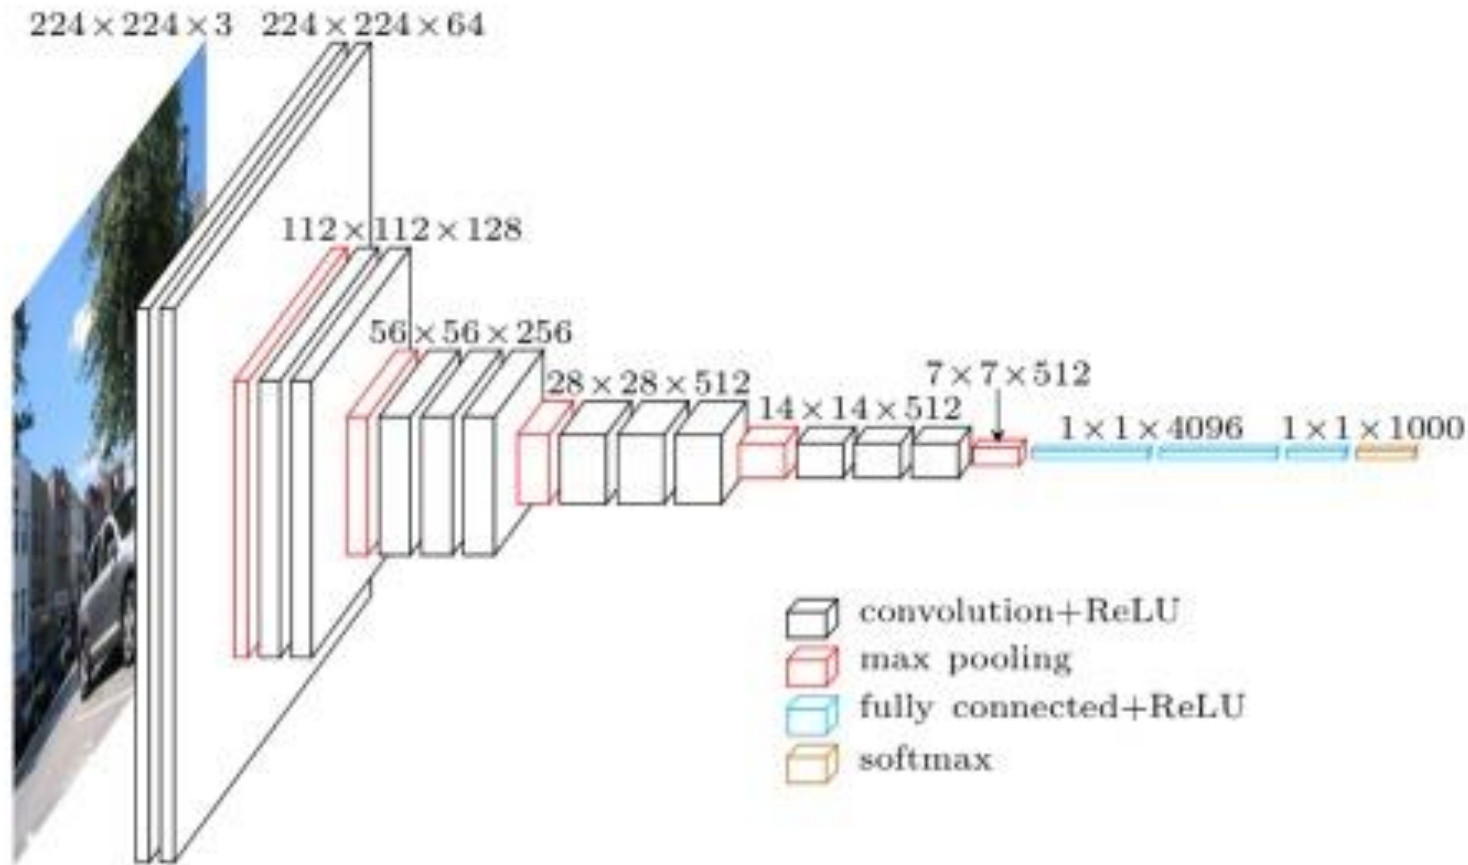 224×224×3
224×224×64
112×112×128
56×56×256
28×28×512
14×14×512
7×7×512
1×1×4096
1×1×1000
convolution+ReLU
max pooling
fully connected+ReLU
softmax